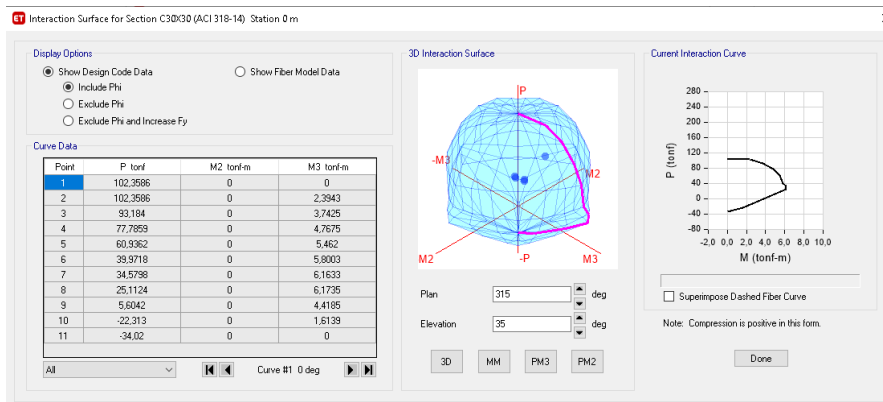 ET Interaction Surface for Section C30X30 (ACI 318-14) Station 0 m
Display Options
Show Design Code Data
Show Fiber Model Data
Include Phi
Exclude Phi
Exclude Phi and Increase Fy
Curve Data
Point P tonf M2 tonf-m M3 tonf-m
1 102,3586 0 0
2 102,3586 0 2,3943
3 93,184 0 3,7425
4 77,7859 0 4,7675
5 60,9362 0 5,462
6 39,9718 0 5,8003
7 34,5798 0 6,1633
8 25,1124 0 6,1735
9 5,6042 0 4,4185
10 -22,313 0 1,6139
11 -34,02 0 0
All
Curve #1 0 deg
3D Interaction Surface
P
-M3
M2
M2
-P
M3
Plan 315 deg
Elevation 35 deg
3D MM PM3 PM2
Current Interaction Curve
P (tonf)
280
240
200
160
120
80
40
0
-40
-80
-2,0 0,0 2,0 4,0 6,0 8,0 10,0
M (tonf-m)
Superimpose Dashed Fiber Curve
Note: Compression is positive in this form.
Done